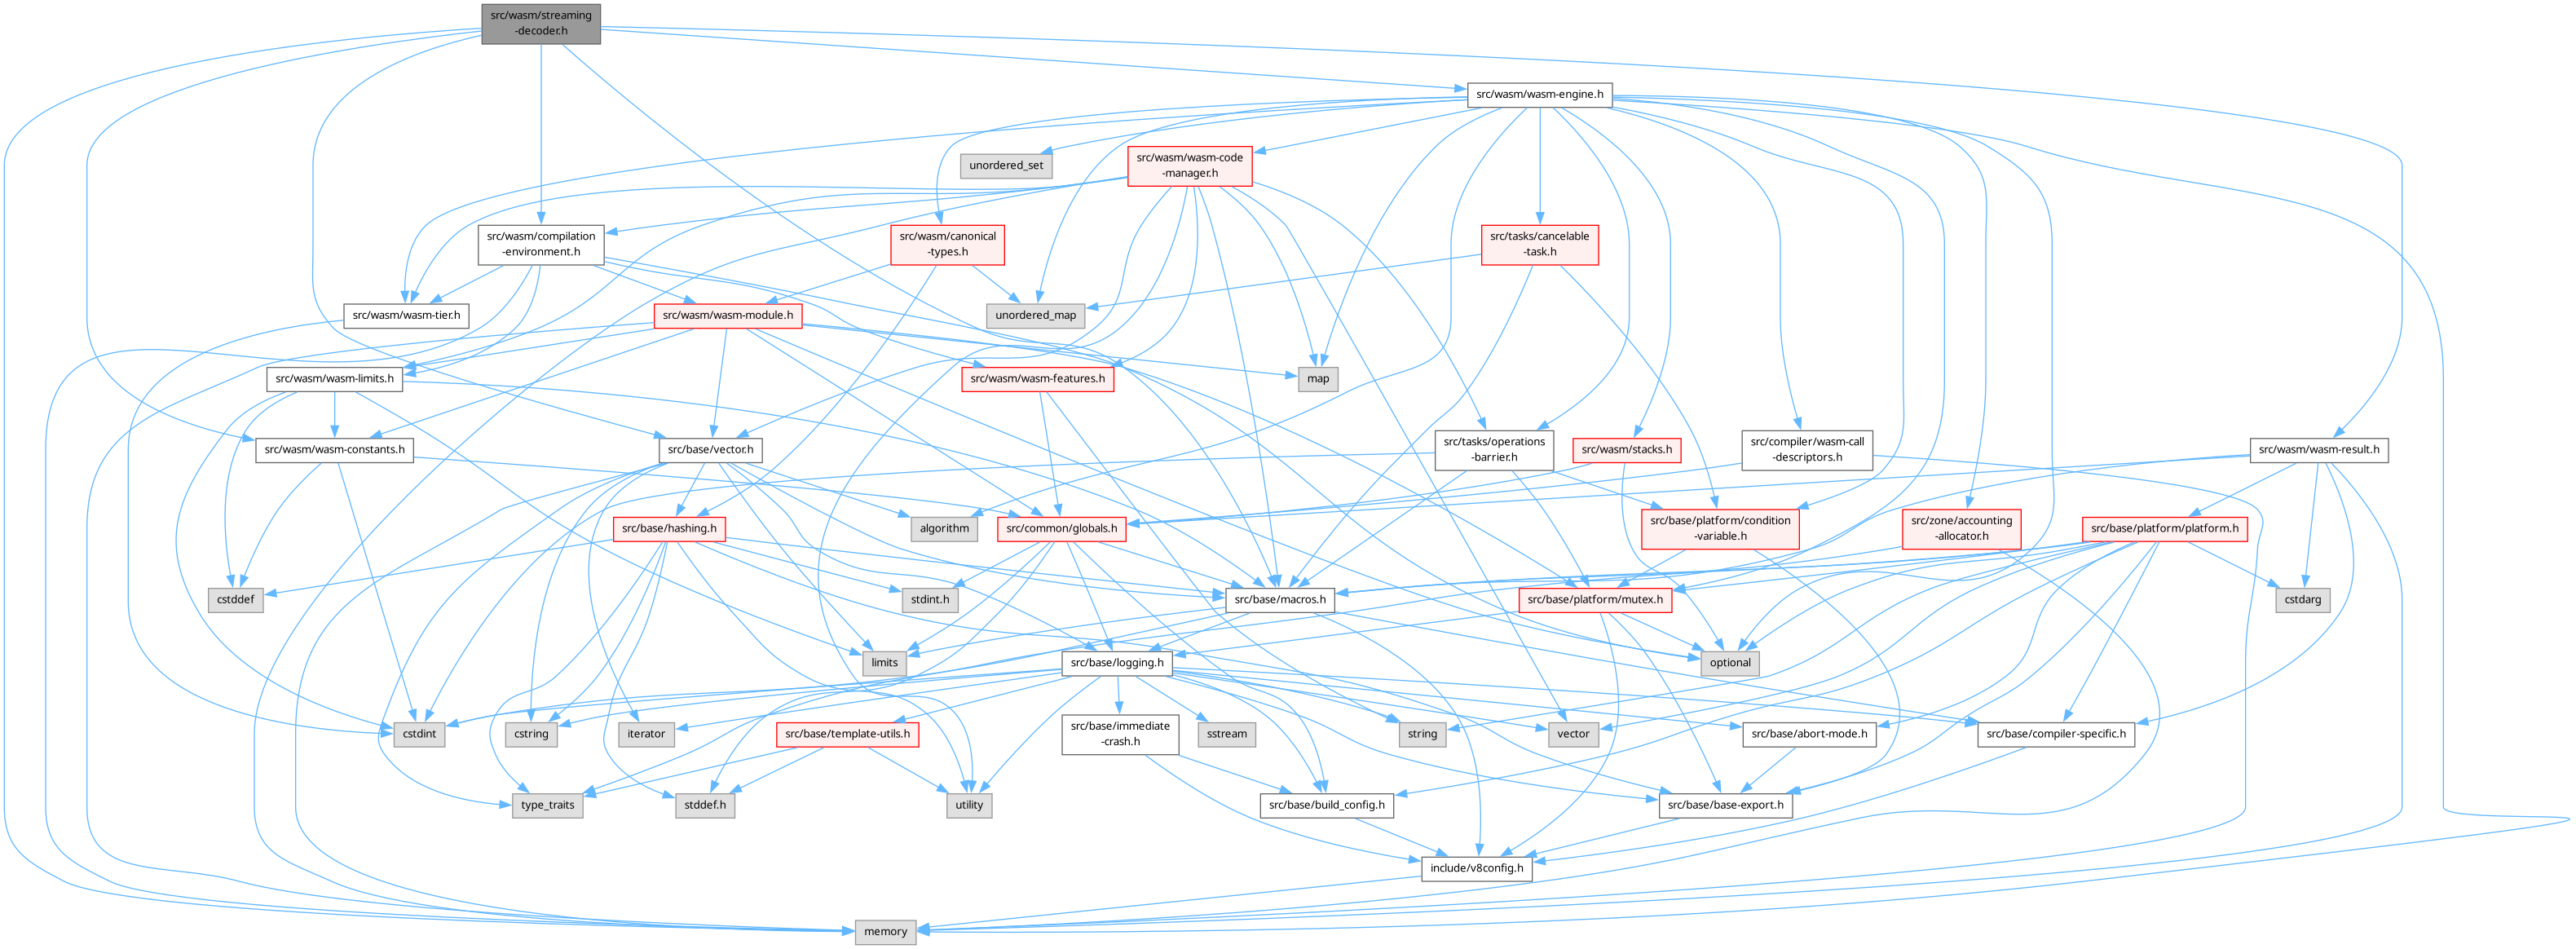 src/wasm/streaming
-decoder.h
src/wasm/wasm-engine.h
unordered_set
src/wasm/wasm-code
-manager.h
src/wasm/compilation
-environment.h
src/wasm/canonical
-types.h
src/tasks/cancelable
-task.h
src/wasm/wasm-tier.h
src/wasm/wasm-module.h
unordered_map
src/wasm/wasm-limits.h
src/wasm/wasm-features.h
map
src/wasm/wasm-constants.h
src/base/vector.h
src/tasks/operations
-barrier.h
src/wasm/stacks.h
src/compiler/wasm-call
-descriptors.h
src/wasm/wasm-result.h
src/base/hashing.h
algorithm
src/common/globals.h
src/base/platform/condition
-variable.h
src/zone/accounting
-allocator.h
src/base/platform/platform.h
cstddef
stdint.h
src/base/macros.h
src/base/platform/mutex.h
cstdarg
limits
src/base/logging.h
optional
cstdint
cstring
iterator
src/base/template-utils.h
src/base/immediate
-crash.h
sstream
string
vector
src/base/abort-mode.h
src/base/compiler-specific.h
type_traits
stddef.h
utility
src/base/build_config.h
src/base/base-export.h
include/v8config.h
memory